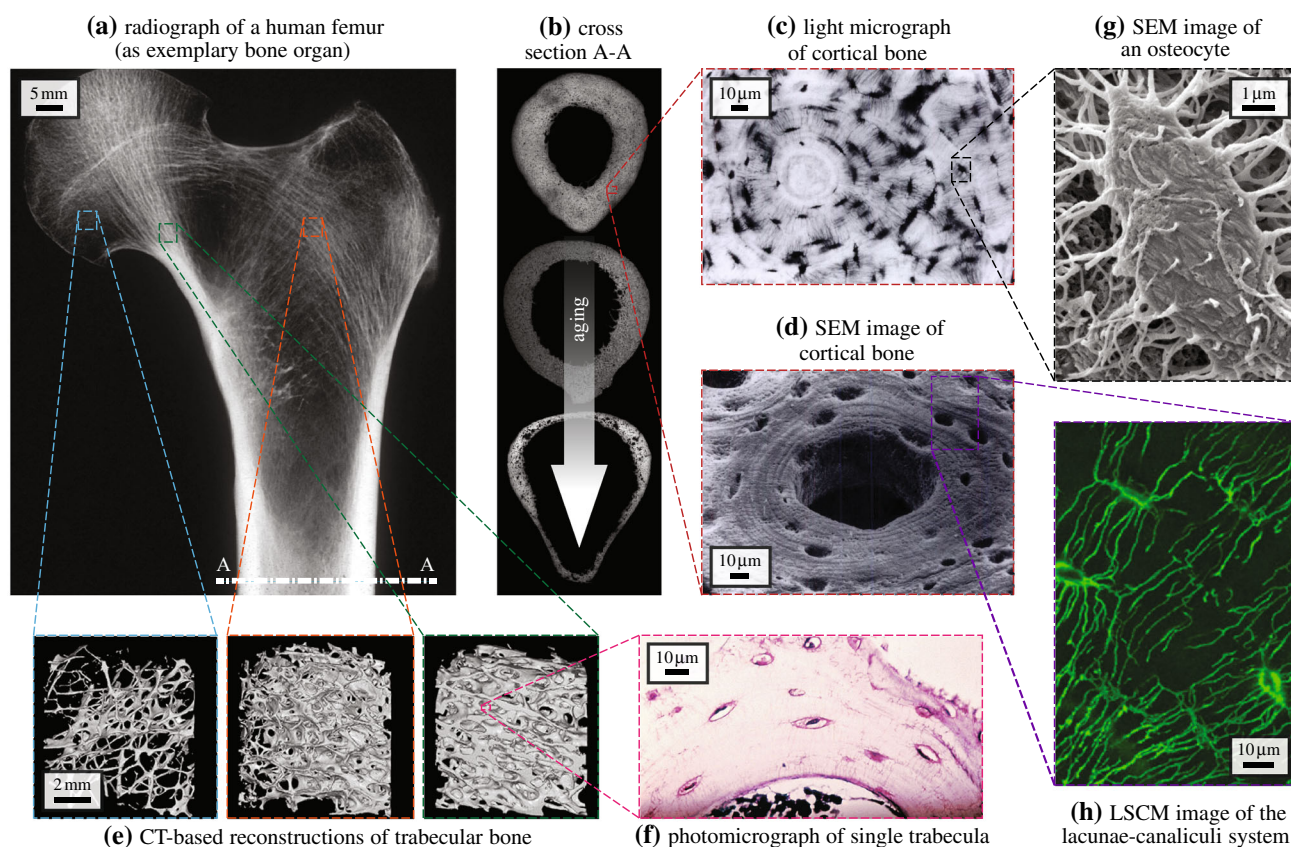 (a) radiograph of a human femur
(as exemplary bone organ)
5 mm
A A
(b) cross
section A-A
aging
(c) light micrograph
of cortical bone
10 μm
(d) SEM image of
cortical bone
10 μm
(g) SEM image of
an osteocyte
1 μm
2 mm
(e) CT-based reconstructions of trabecular bone
10 μm
(f) photomicrograph of single trabecula
10 μm
(h) LSCM image of the
lacunae-canaliculi system